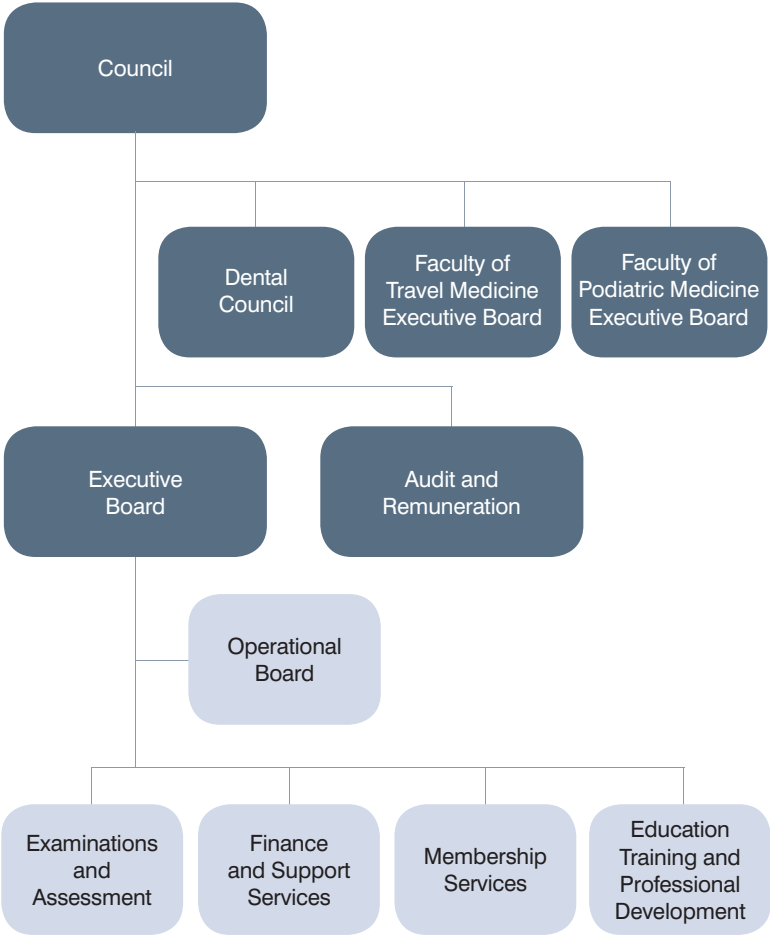 Council
Dental
Council
Faculty of
Travel Medicine
Executive Board
Faculty of
Podiatric Medicine
Executive Board
Executive
Board
Audit and
Remuneration
Operational
Board
Examinations
and
Assessment
Finance
and Support
Services
Membership
Services
Education
Training and
Professional
Development